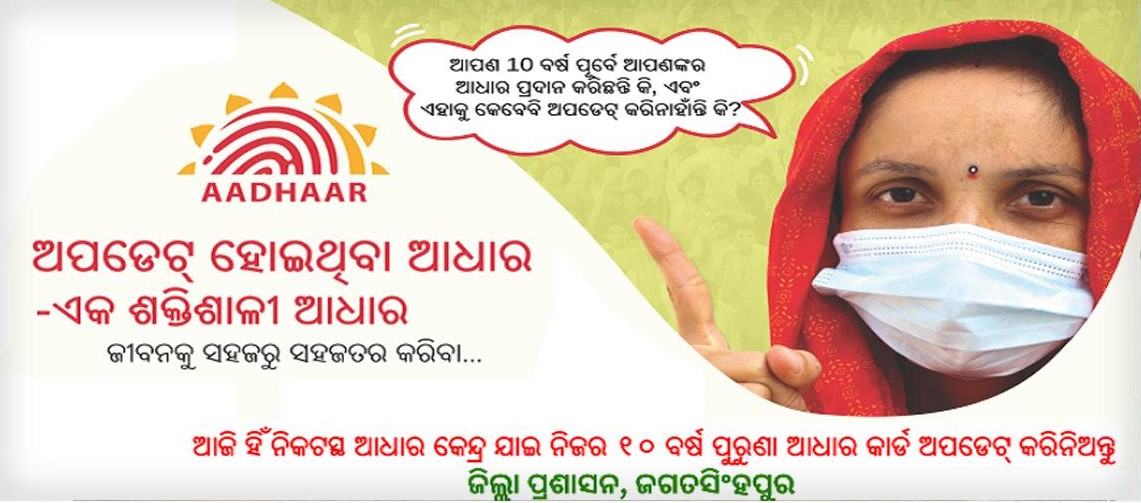 ଆପଣ 10 ବର୍ଷ ପୂର୍ବେ ଆପଣଙ୍କର
ଆଧାର ପ୍ରଦାନ କରିଛନ୍ତି କି, ଏବଂ
ଏହାକୁ କେବେବି ଅପଡେଟ୍ କରିନାହାଁନ୍ତି କି?
AADHAAR
ଅପଡେଟ୍ ହୋଇଥିବା ଆଧାର
-ଏକ ଶକ୍ତିଶାଳୀ ଆଧାର
ଜୀବନକୁ ସହଜରୁ ସହଜତର କରିବା...
ଆଜି ହିଁ ନିକଟସ୍ଥ ଆଧାର କେନ୍ଦ୍ର ଯାଇ ନିଜର ୧୦ ବର୍ଷ ପୁରୁଣା ଆଧାର କାର୍ଡ ଅପଡେଟ୍ କରିନିଅନ୍ତୁ
ଜିଲ୍ଲା ପ୍ରଶାସନ, ଜଗତସିଂହପୁର